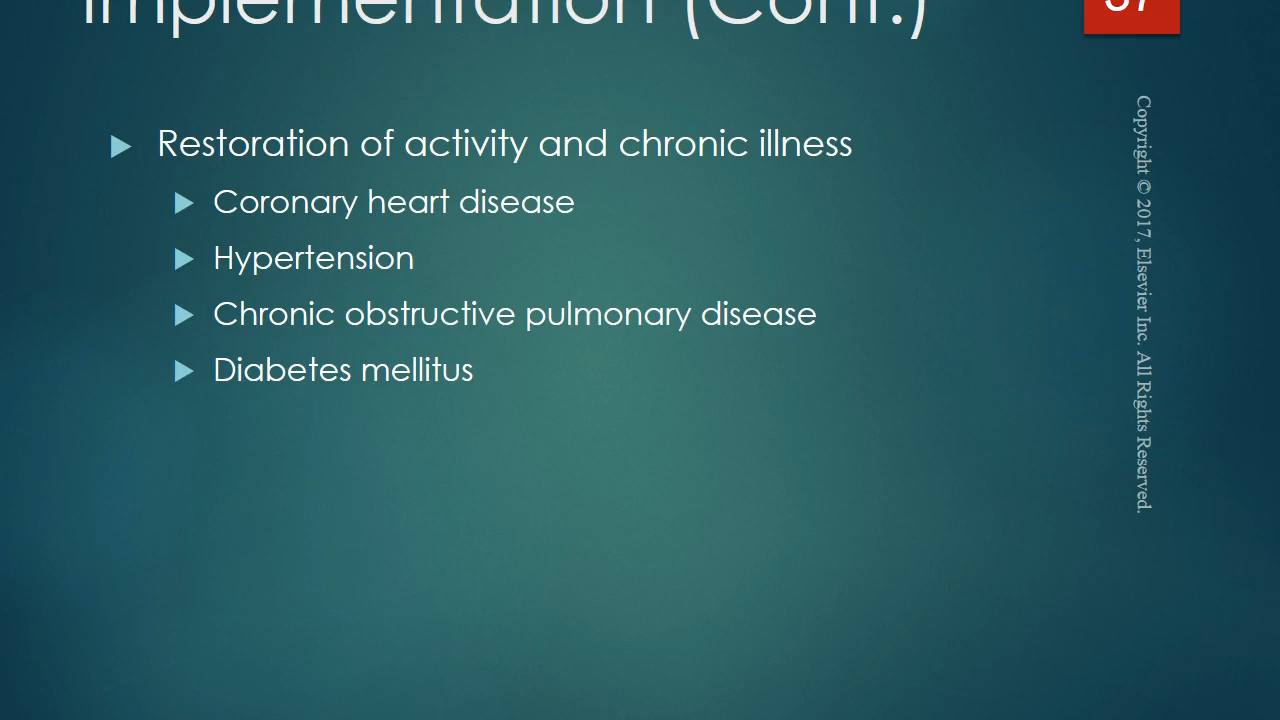 Implementation (Cont.)
37
Restoration of activity and chronic illness
Coronary heart disease
Hypertension
Chronic obstructive pulmonary disease
Diabetes mellitus
Copyright © 2017, Elsevier Inc. All Rights Reserved.